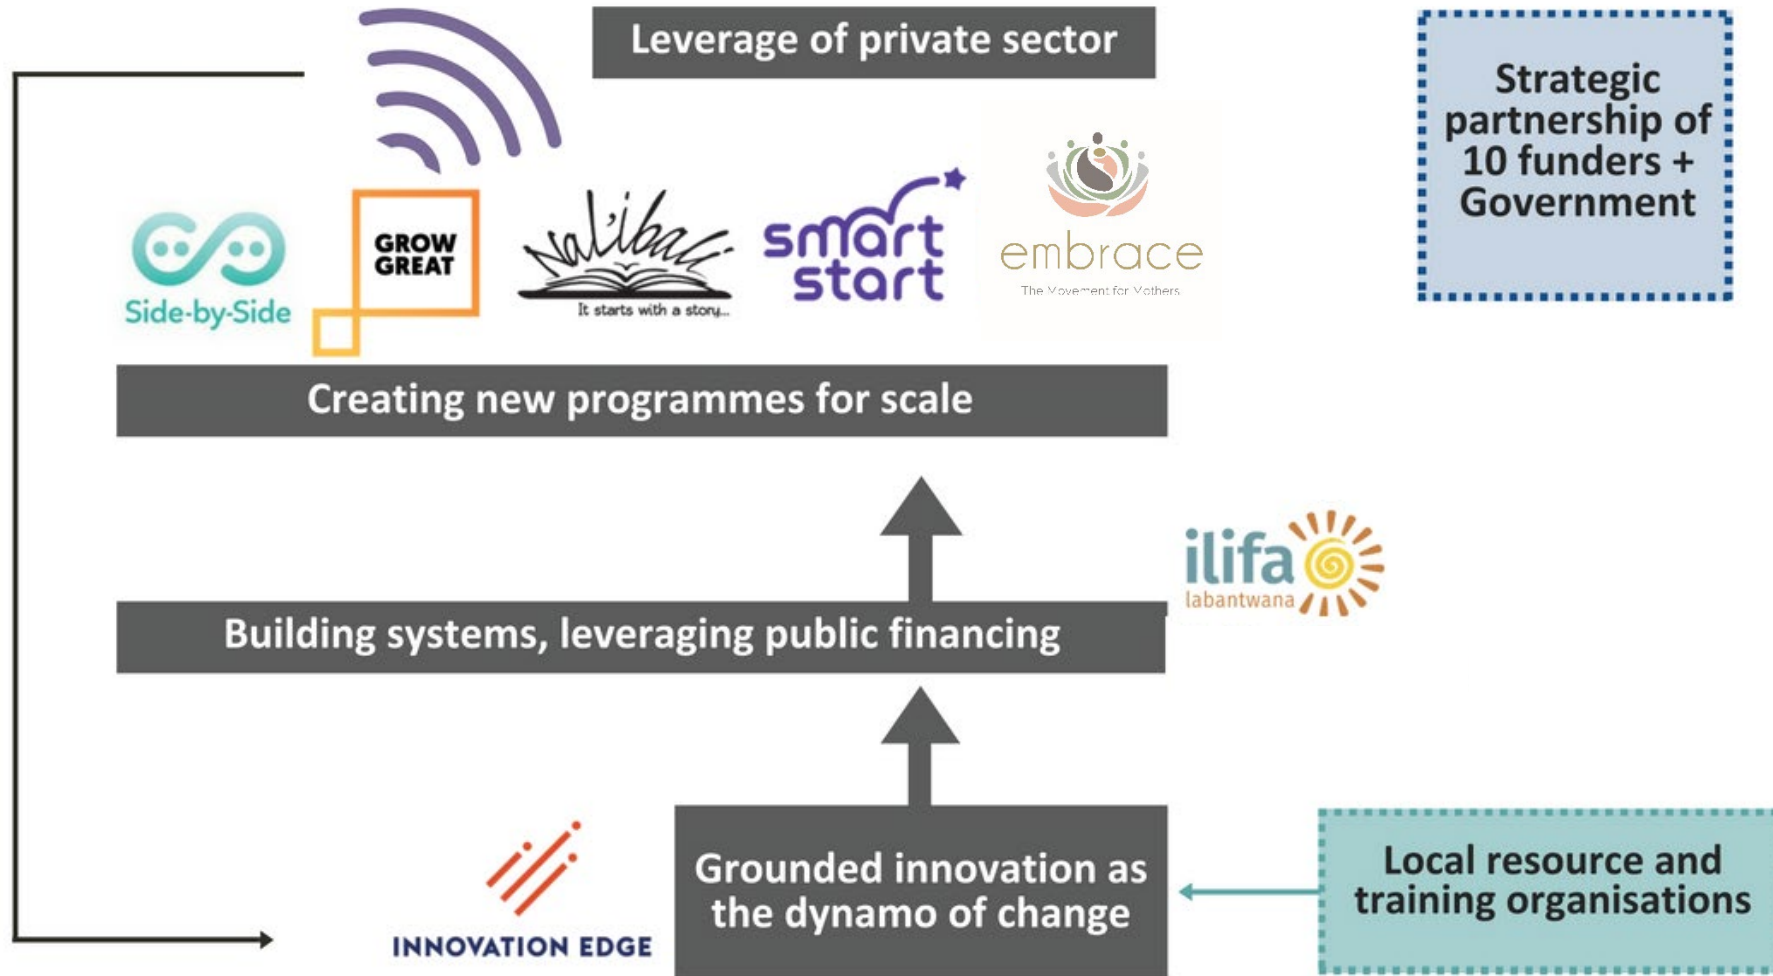 Leverage of private sector
Strategic
partnership of
10 funders +
Government
Side-by-Side
GROW
GREAT
Nal'ibali
It starts with a story...
smart
start
embrace
The Movement for Mothers
Creating new programmes for scale
ilifa
labantwana
Building systems, leveraging public financing
INNOVATION EDGE
Grounded innovation as
the dynamo of change
Local resource and
training organisations